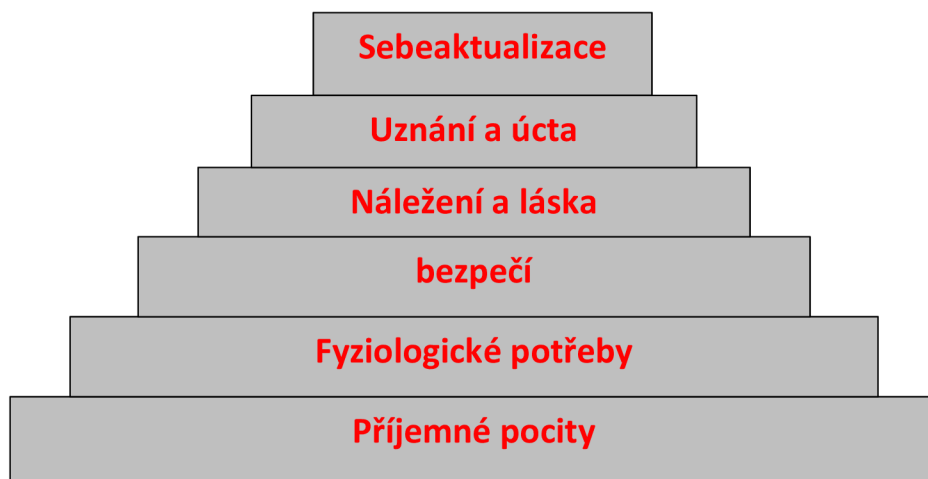 Sebeaktualizace
Uznání a úcta
Náležení a láska
bezpečí
Fyziologické potřeby
Příjemné pocity